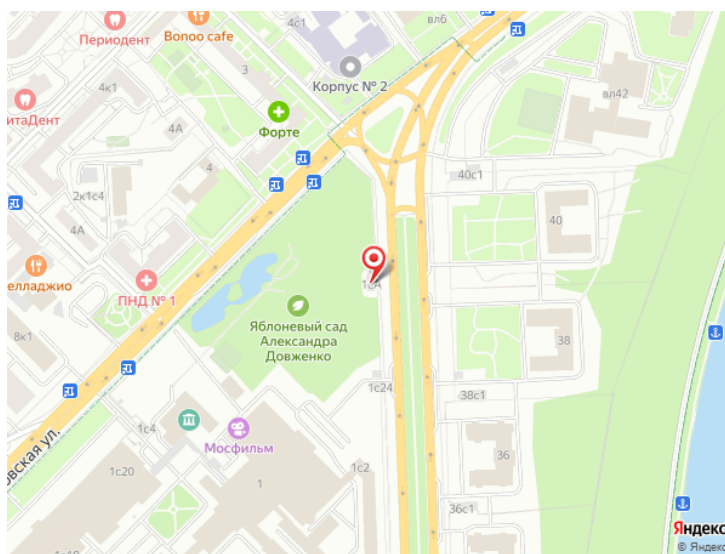 4с1
вл6
Периодент
Bonoo cafe
3
Корпус № 2
4к1
вл42
итаДент
Форте
4А
4
40с1
2к1с4
4А
40
елладжио
ПНД № 1
8к1
Яблоневый сад
Александра
Довженко
38
1с24
38с1
1с4
Мосфильм
овская ул.
1с2
36
1с20
1
36с1
Яндекс
© Яндекс